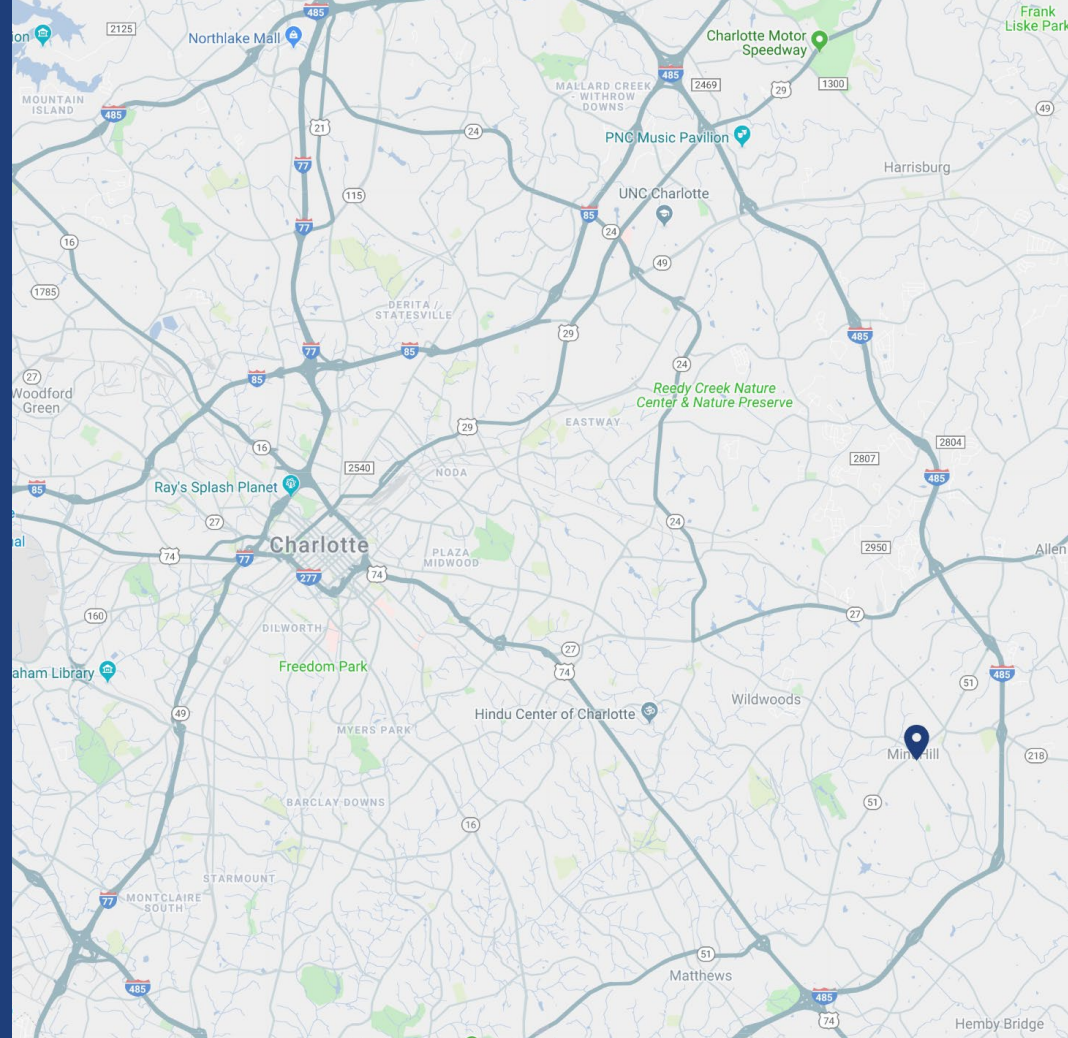 485
Frank
Liske Park
2125
ion
Northlake Mall
Charlotte Motor
Speedway
MALLARD CREEK
- WITHROW
DOWNS
485
2469
29
1300
MOUNTAIN
ISLAND
485
21
24
49
PNC Music Pavilion
77
Harrisburg
115
UNC Charlotte
85
77
24
16
49
1785
DERITA /
STATESVILLE
29
485
77
85
24
27
85
Woodford
Green
Reedy Creek Nature
Center & Nature Preserve
29
EASTWAY
16
2804
2540
2807
NODA
485
Ray's Splash Planet
85
27
24
al
Charlotte
2950
Allen
74
77
PLAZA
MIDWOOD
277
74
160
27
DILWORTH
27
Freedom Park
74
aham Library
485
51
Wildwoods
49
Hindu Center of Charlotte
MYERS PARK
Mint Hill
218
BARCLAY DOWNS
51
16
STARMOUNT
77
MONTCLAIRE
SOUTH
51
Matthews
485
485
74
Hemby Bridge